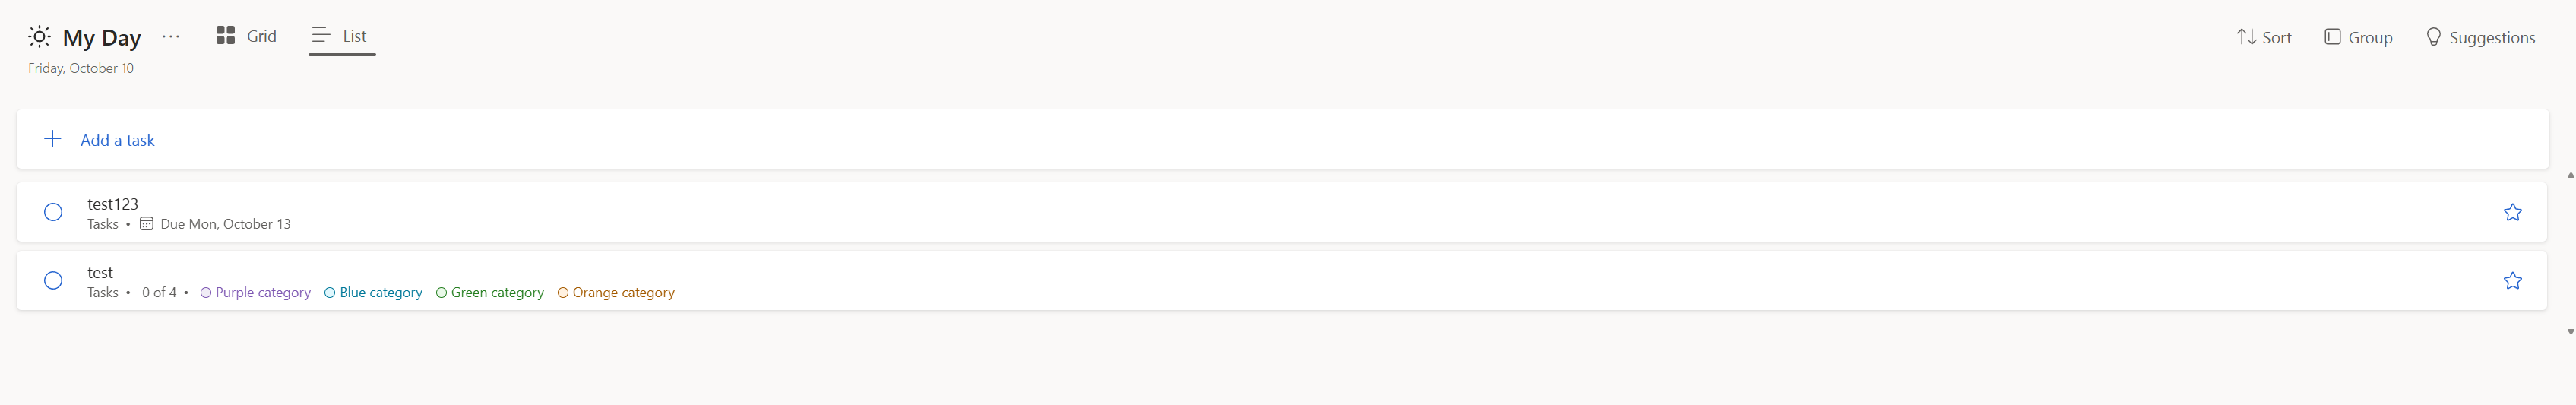 My Day ··· Grid List Sort Group Suggestions
Friday, October 10
Add a task
test123
Tasks • Due Mon, October 13
test
Tasks • 0 of 4 • Purple category Blue category Green category Orange category